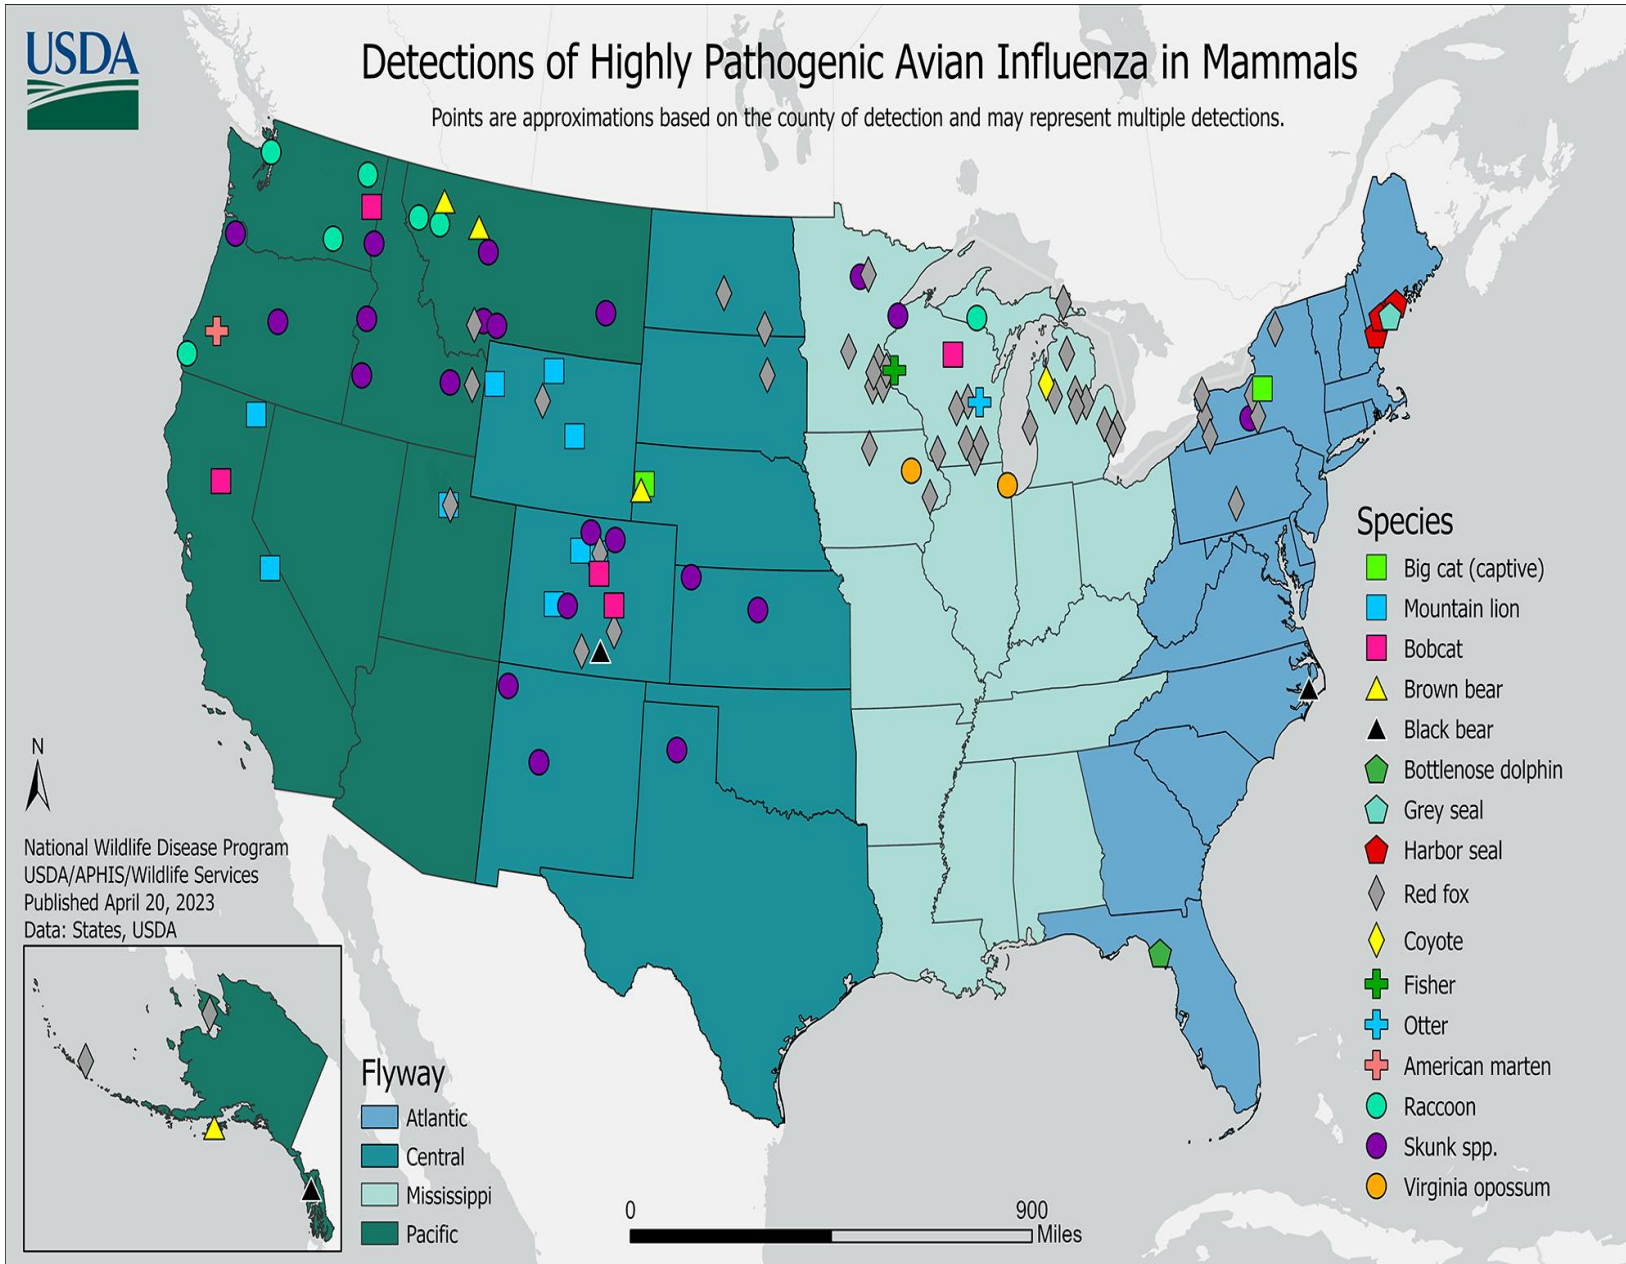 USDA
Detections of Highly Pathogenic Avian Influenza in Mammals
Points are approximations based on the county of detection and may represent multiple detections.
Species
Big cat (captive)
Mountain lion
Bobcat
Brown bear
Black bear
Bottlenose dolphin
Grey seal
Harbor seal
Red fox
Coyote
Fisher
Otter
American marten
Raccoon
Skunk spp.
Virginia opossum
N
National Wildlife Disease Program
USDA/APHIS/Wildlife Services
Published April 20, 2023
Data: States, USDA
Flyway
Atlantic
Central
Mississippi
Pacific
0 900
Miles